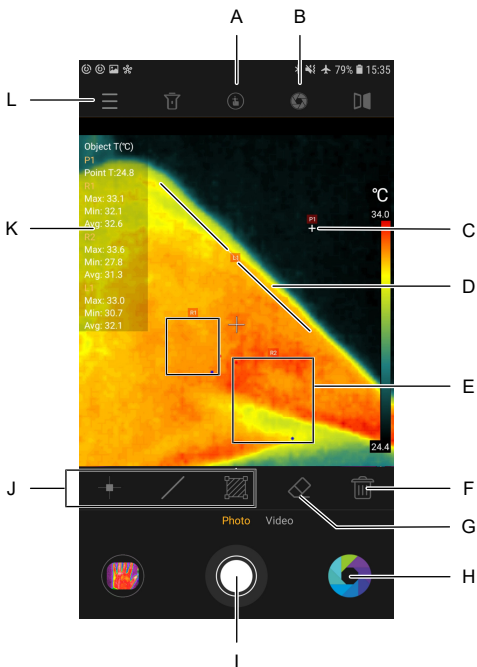 A
B
79% 15:35
L
Object T(℃)
P1
Point T:24.8
R1
Max: 33.1
Min: 32.1
Avg: 32.6
R2
Max: 33.6
Min: 27.8
Avg: 31.3
L1
Max: 33.0
Min: 30.7
Avg: 32.1
K
℃
34.0
P1
C
L1
D
R1
R2
E
24.4
J
F
G
Photo Video
H
I